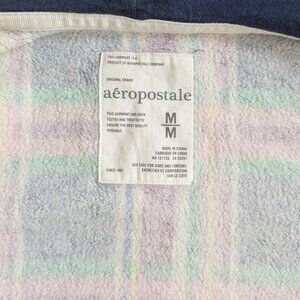 THIS GARMENT IS A
PRODUCT OF AEROPOSTALE COMPANY
ORIGINAL BRAND
aéropostale
THIS GARMENT HAS BEEN
TESTED AND TREATED TO
ENSURE THE BEST QUALITY
POSSIBLE.
M
M
MADE IN CHINA/
FABRIQUÉ EN CHINE
SEE SIDE FOR CARE AND CONTENT/
ENTRETIEN ET COMPOSITION
SUR LE CÔTÉ